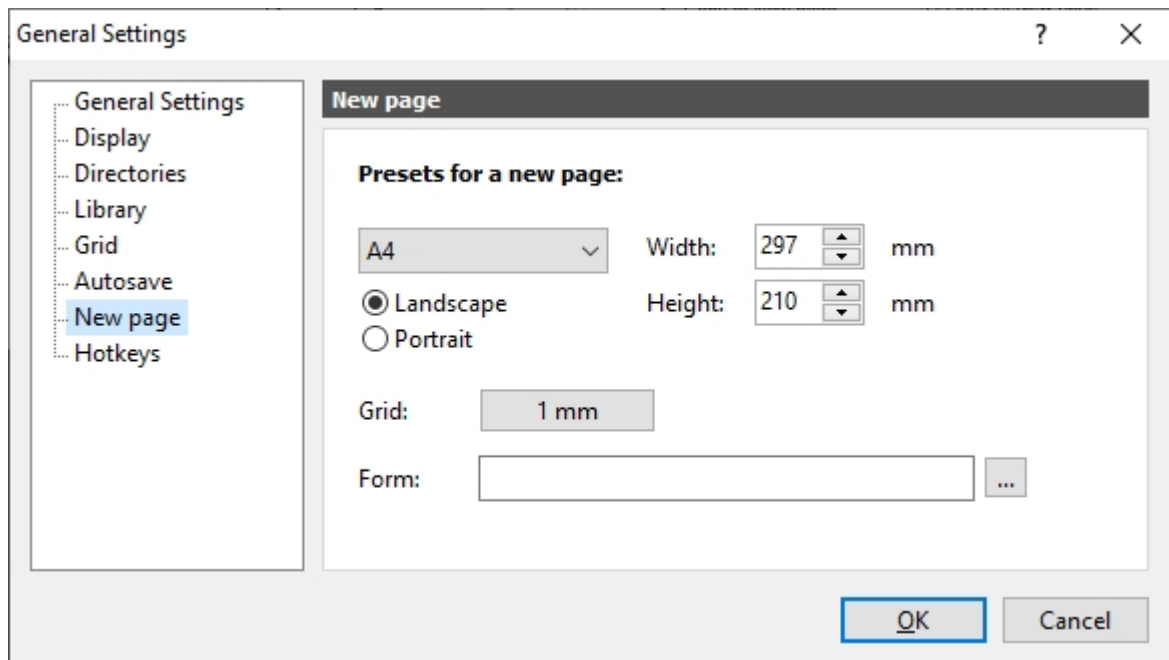 General Settings
?
General Settings
Display
Directories
Library
Grid
Autosave
New page
Hotkeys
New page
Presets for a new page:
A4
Width: 297 mm
Landscape
Height: 210 mm
Portrait
Grid: 1 mm
Form:
...
OK Cancel